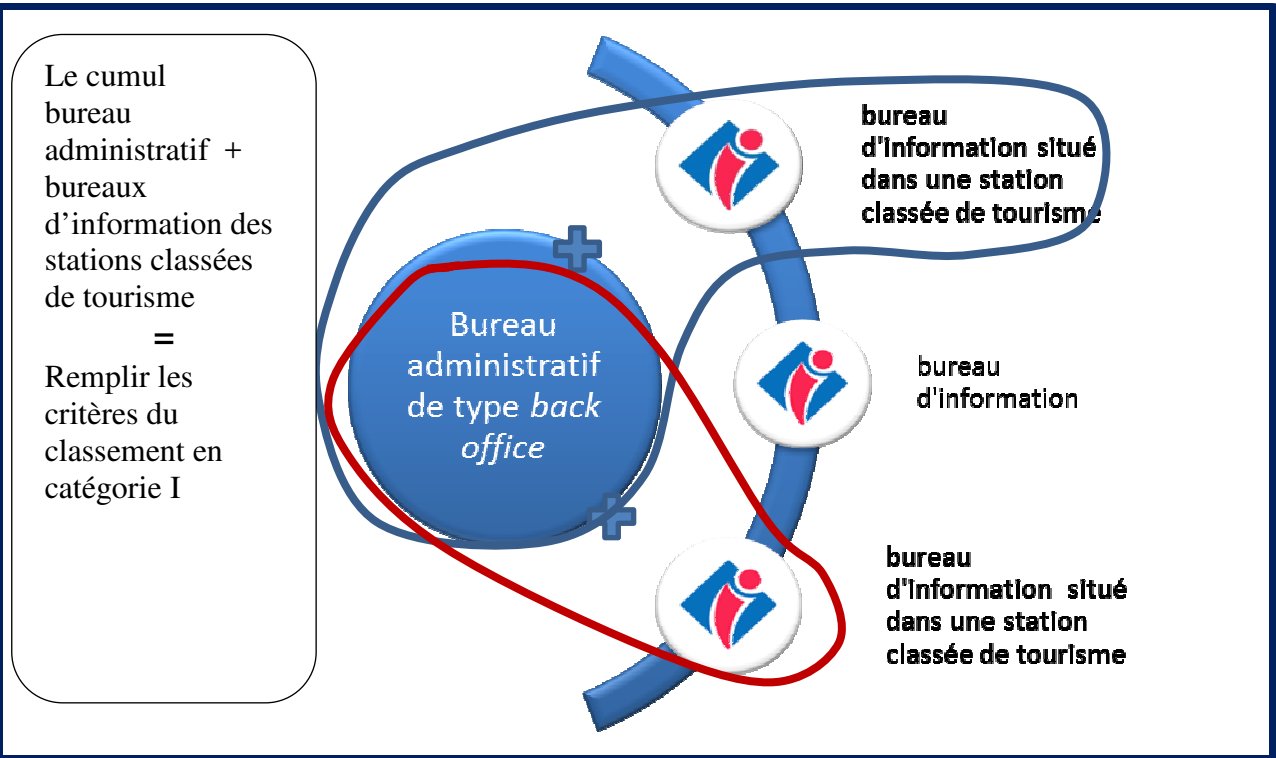 Le cumul
bureau
administratif +
bureaux
d’information des
stations classées
de tourisme
=
Remplir les
critères du
classement en
catégorie I
Bureau
administratif
de type back
office
bureau
d'information situé
dans une station
classée de tourisme
bureau
d'information
bureau
d'information situé
dans une station
classée de tourisme